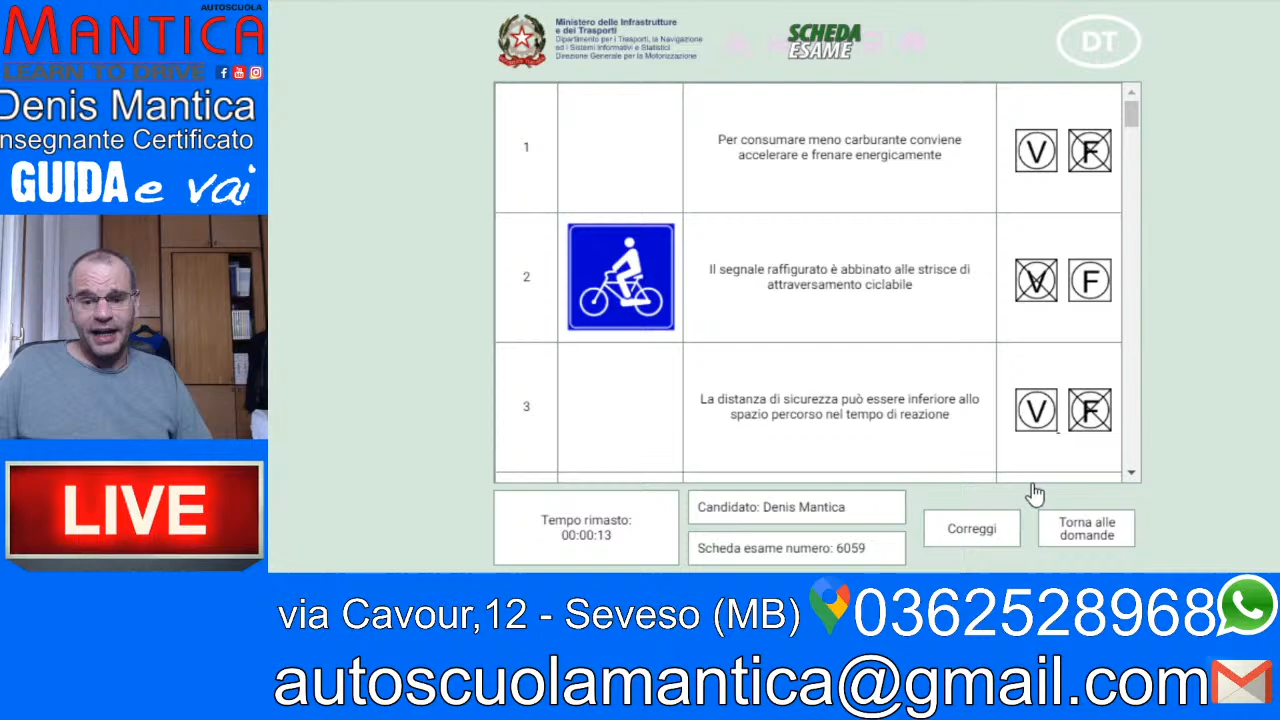 AUTOSCUOLA
MANTICA
LEARN TO DRIVE
Denis Mantica
nsegnante Certificato
GUIDA e vai
LIVE
Ministero delle Infrastrutture
e dei Trasporti
Dipartimento per i Trasporti, la Navigazione
ed i Sistemi Informativi e Statistici
Direzione Generale per la Motorizzazione
SCHEDA
ESAME
DT
1
Per consumare meno carburante conviene
accelerare e frenare energicamente
V F
2
Il segnale raffigurato è abbinato alle strisce di
attraversamento ciclabile
V F
3
La distanza di sicurezza può essere inferiore allo
spazio percorso nel tempo di reazione
V F
Tempo rimasto:
00:00:13
Candidato: Denis Mantica
Scheda esame numero: 6059
Correggi
Torna alle
domande
via Cavour,12 - Seveso (MB) 0362528968
autoscuolamantica@gmail.com